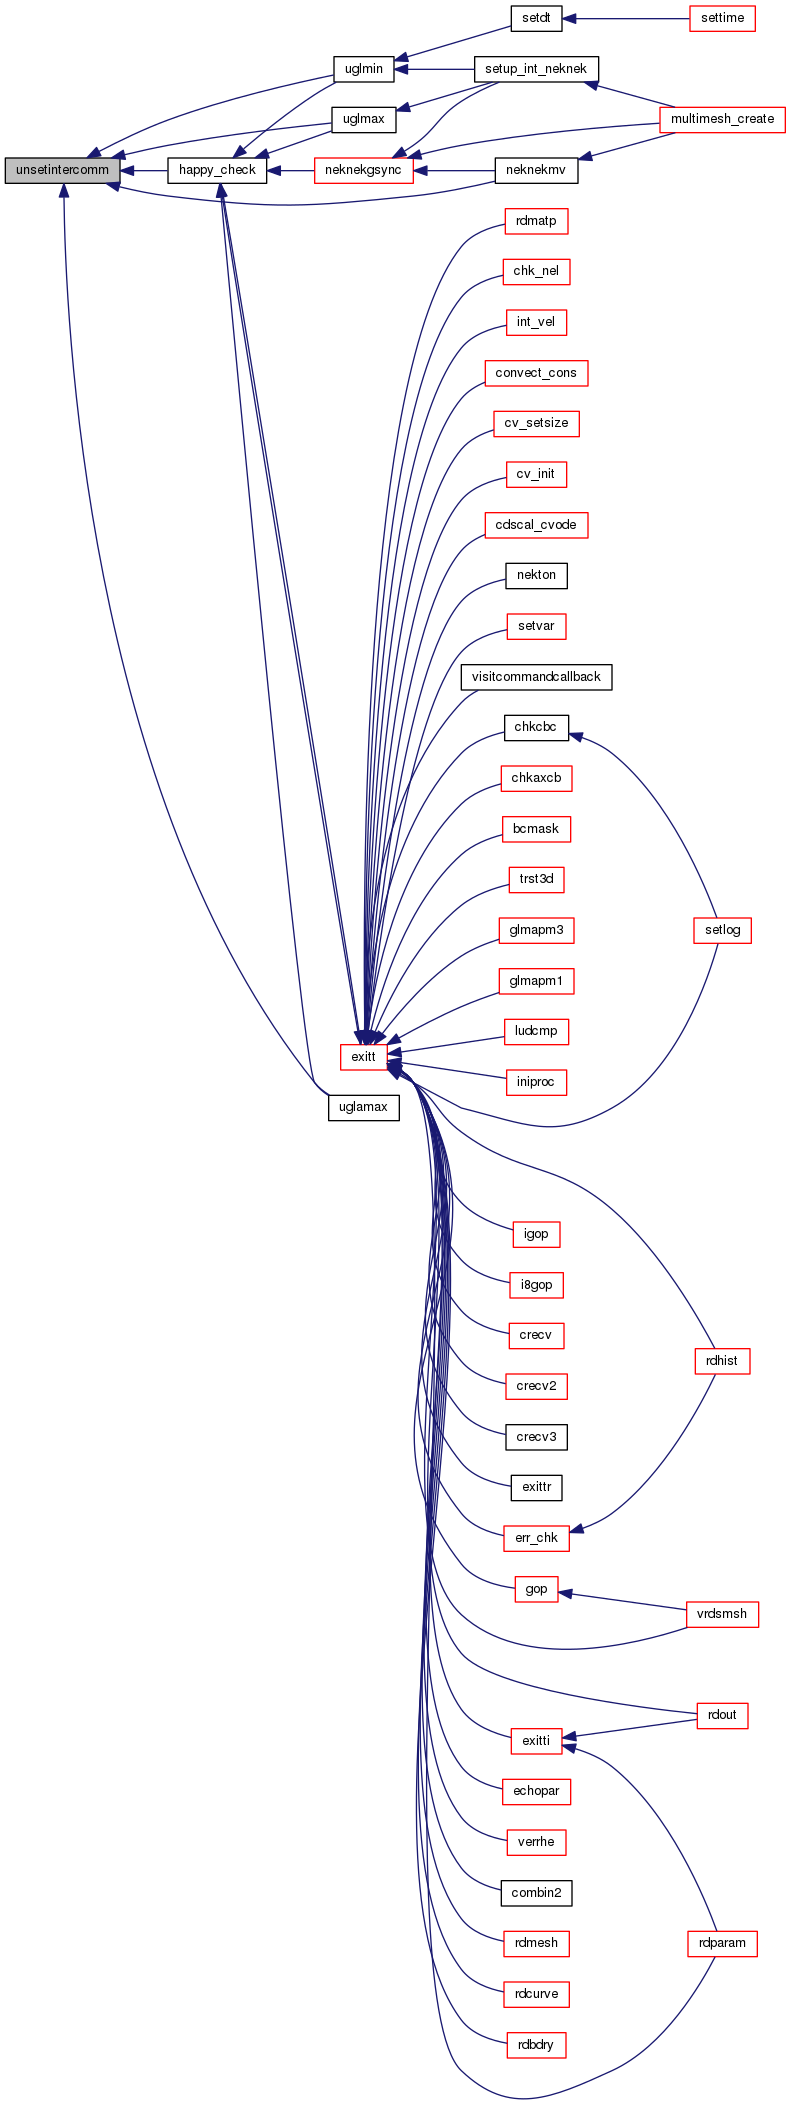 setdt
settime
uglmin
setup_int_neknek
uglmax
multimesh_create
unsetintercomm
happy_check
neknekgsync
neknekmv
rdmatp
chk_nel
int_vel
convect_cons
cv_setsize
cv_init
cdscal_cvode
nekton
setvar
visitcommandcallback
chkcbc
chkaxcb
bcmask
trst3d
glmapm3
setlog
glmapm1
ludcmp
exitt
iniproc
uglamax
igop
i8gop
crecv
rdhist
crecv2
crecv3
exittr
err_chk
gop
vrdsmsh
rdout
exitti
echopar
verrhe
combin2
rdmesh
rdparam
rdcurve
rdbdry